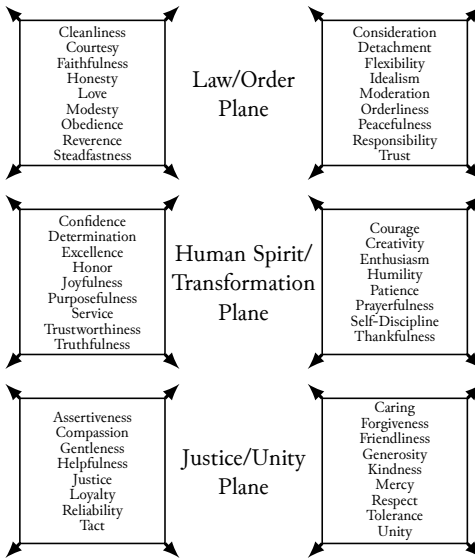 Cleanliness
Courtesy
Faithfulness
Honesty
Love
Modesty
Obedience
Reverence
Steadfastness
Law/Order
Plane
Consideration
Detachment
Flexibility
Idealism
Moderation
Orderliness
Peacefulness
Responsibility
Trust
Confidence
Determination
Excellence
Honor
Joyfulness
Purposefulness
Service
Trustworthiness
Truthfulness
Human Spirit/
Transformation
Plane
Courage
Creativity
Enthusiasm
Humility
Patience
Prayerfulness
Self-Discipline
Thankfulness
Assertiveness
Compassion
Gentleness
Helpfulness
Justice
Loyalty
Reliability
Tact
Justice/Unity
Plane
Caring
Forgiveness
Friendliness
Generosity
Kindness
Mercy
Respect
Tolerance
Unity